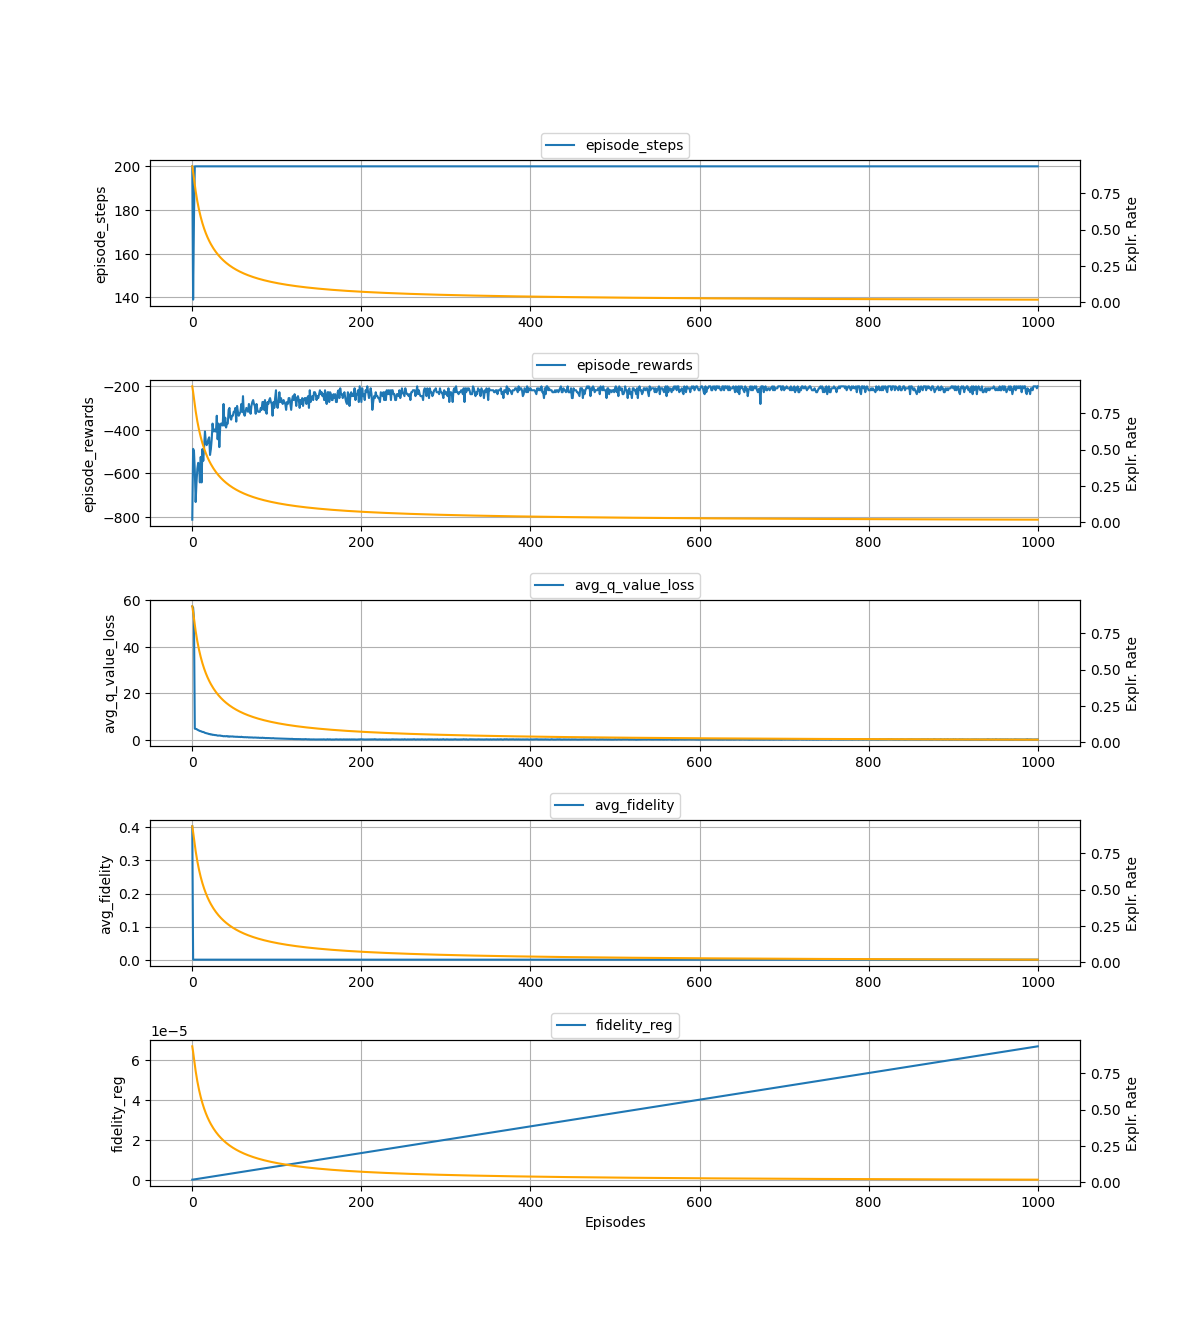 episode_steps
200
180
160
140
episode_steps
0.75
0.50
0.25
0.00
Explr. Rate
0 200 400 600 800 1000
episode_rewards
−200
−400
−600
−800
episode_rewards
0.75
0.50
0.25
0.00
Explr. Rate
0 200 400 600 800 1000
avg_q_value_loss
60
40
20
0
avg_q_value_loss
0.75
0.50
0.25
0.00
Explr. Rate
0 200 400 600 800 1000
avg_fidelity
0.4
0.3
0.2
0.1
0.0
avg_fidelity
0.75
0.50
0.25
0.00
Explr. Rate
0 200 400 600 800 1000
fidelity_reg
1e−5
6
4
2
0
fidelity_reg
0.75
0.50
0.25
0.00
Explr. Rate
0 200 400 600 800 1000
Episodes